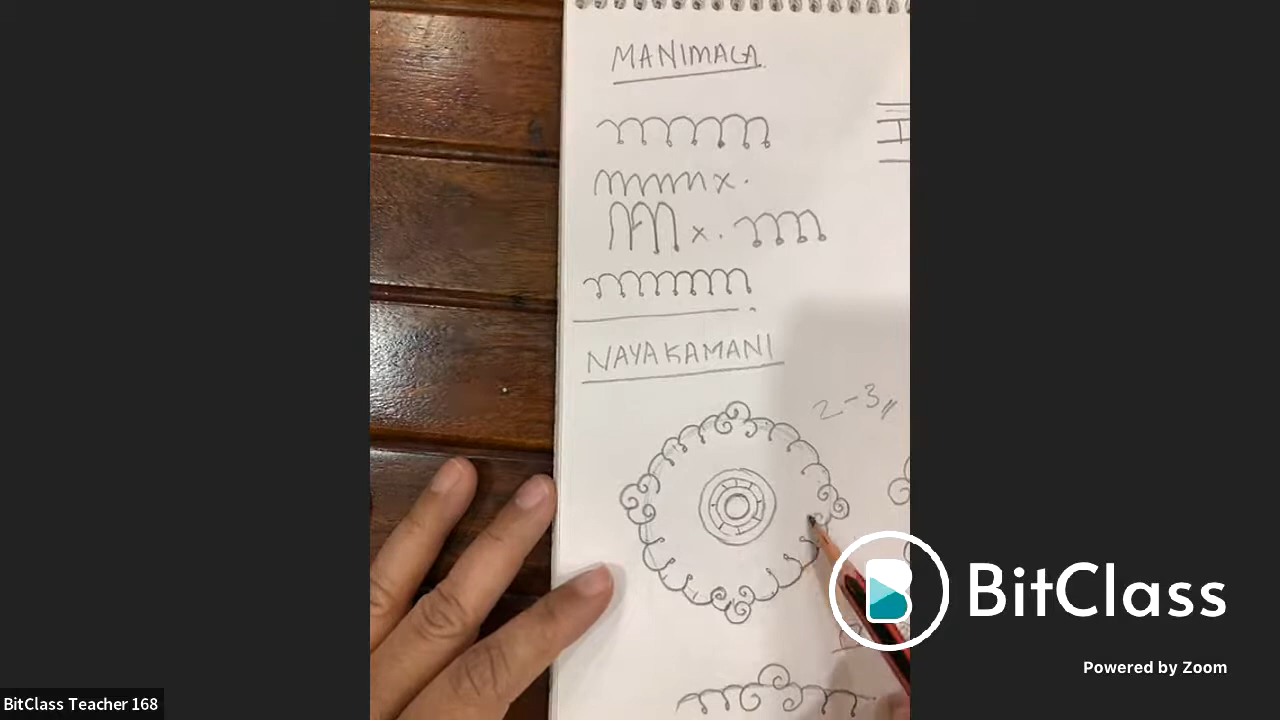 MANIMALA
x.
x.
NAYAKAMANI
2-3,,
BitClass
Powered by Zoom
BitClass Teacher 168